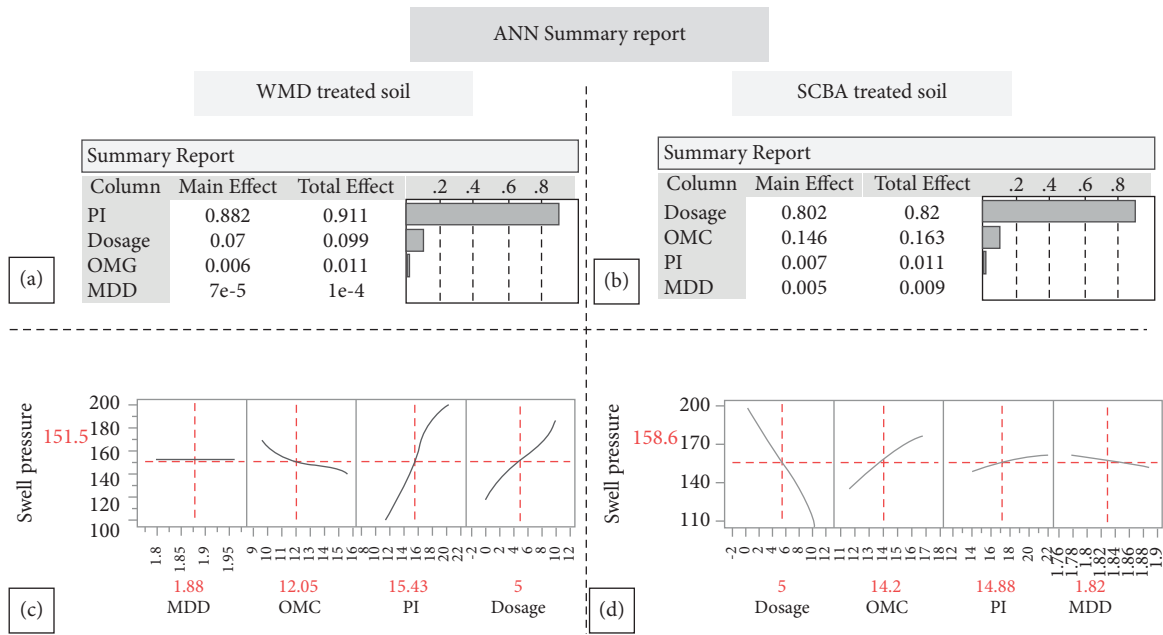 ANN Summary report
WMD treated soil
SCBA treated soil
Summary Report
Column Main Effect Total Effect .2 .4 .6 .8
PI 0.882 0.911
Dosage 0.07 0.099
OMG 0.006 0.011
MDD 7e-5 1e-4
(a)
Summary Report
Column Main Effect Total Effect .2 .4 .6 .8
Dosage 0.802 0.82
OMC 0.146 0.163
PI 0.007 0.011
MDD 0.005 0.009
(b)
Swell pressure
151.5
200
180
160
140
120
100
1.8 1.85 1.9 1.95
9 10 11 12 13 14 15 16
8 10 12 14 16 18 20 22
-2 0 2 4 6 8 10 12
1.88 12.05 15.43 5
MDD OMC PI Dosage
(c)
Swell pressure
158.6
200
170
140
110
-2 0 2 4 6 8 10 12
11 12 13 14 15 16 17 18
12 14 16 18 20 22
1.76 1.78 1.8 1.82 1.84 1.86 1.88 1.9
5 14.2 14.88 1.82
Dosage OMC PI MDD
(d)